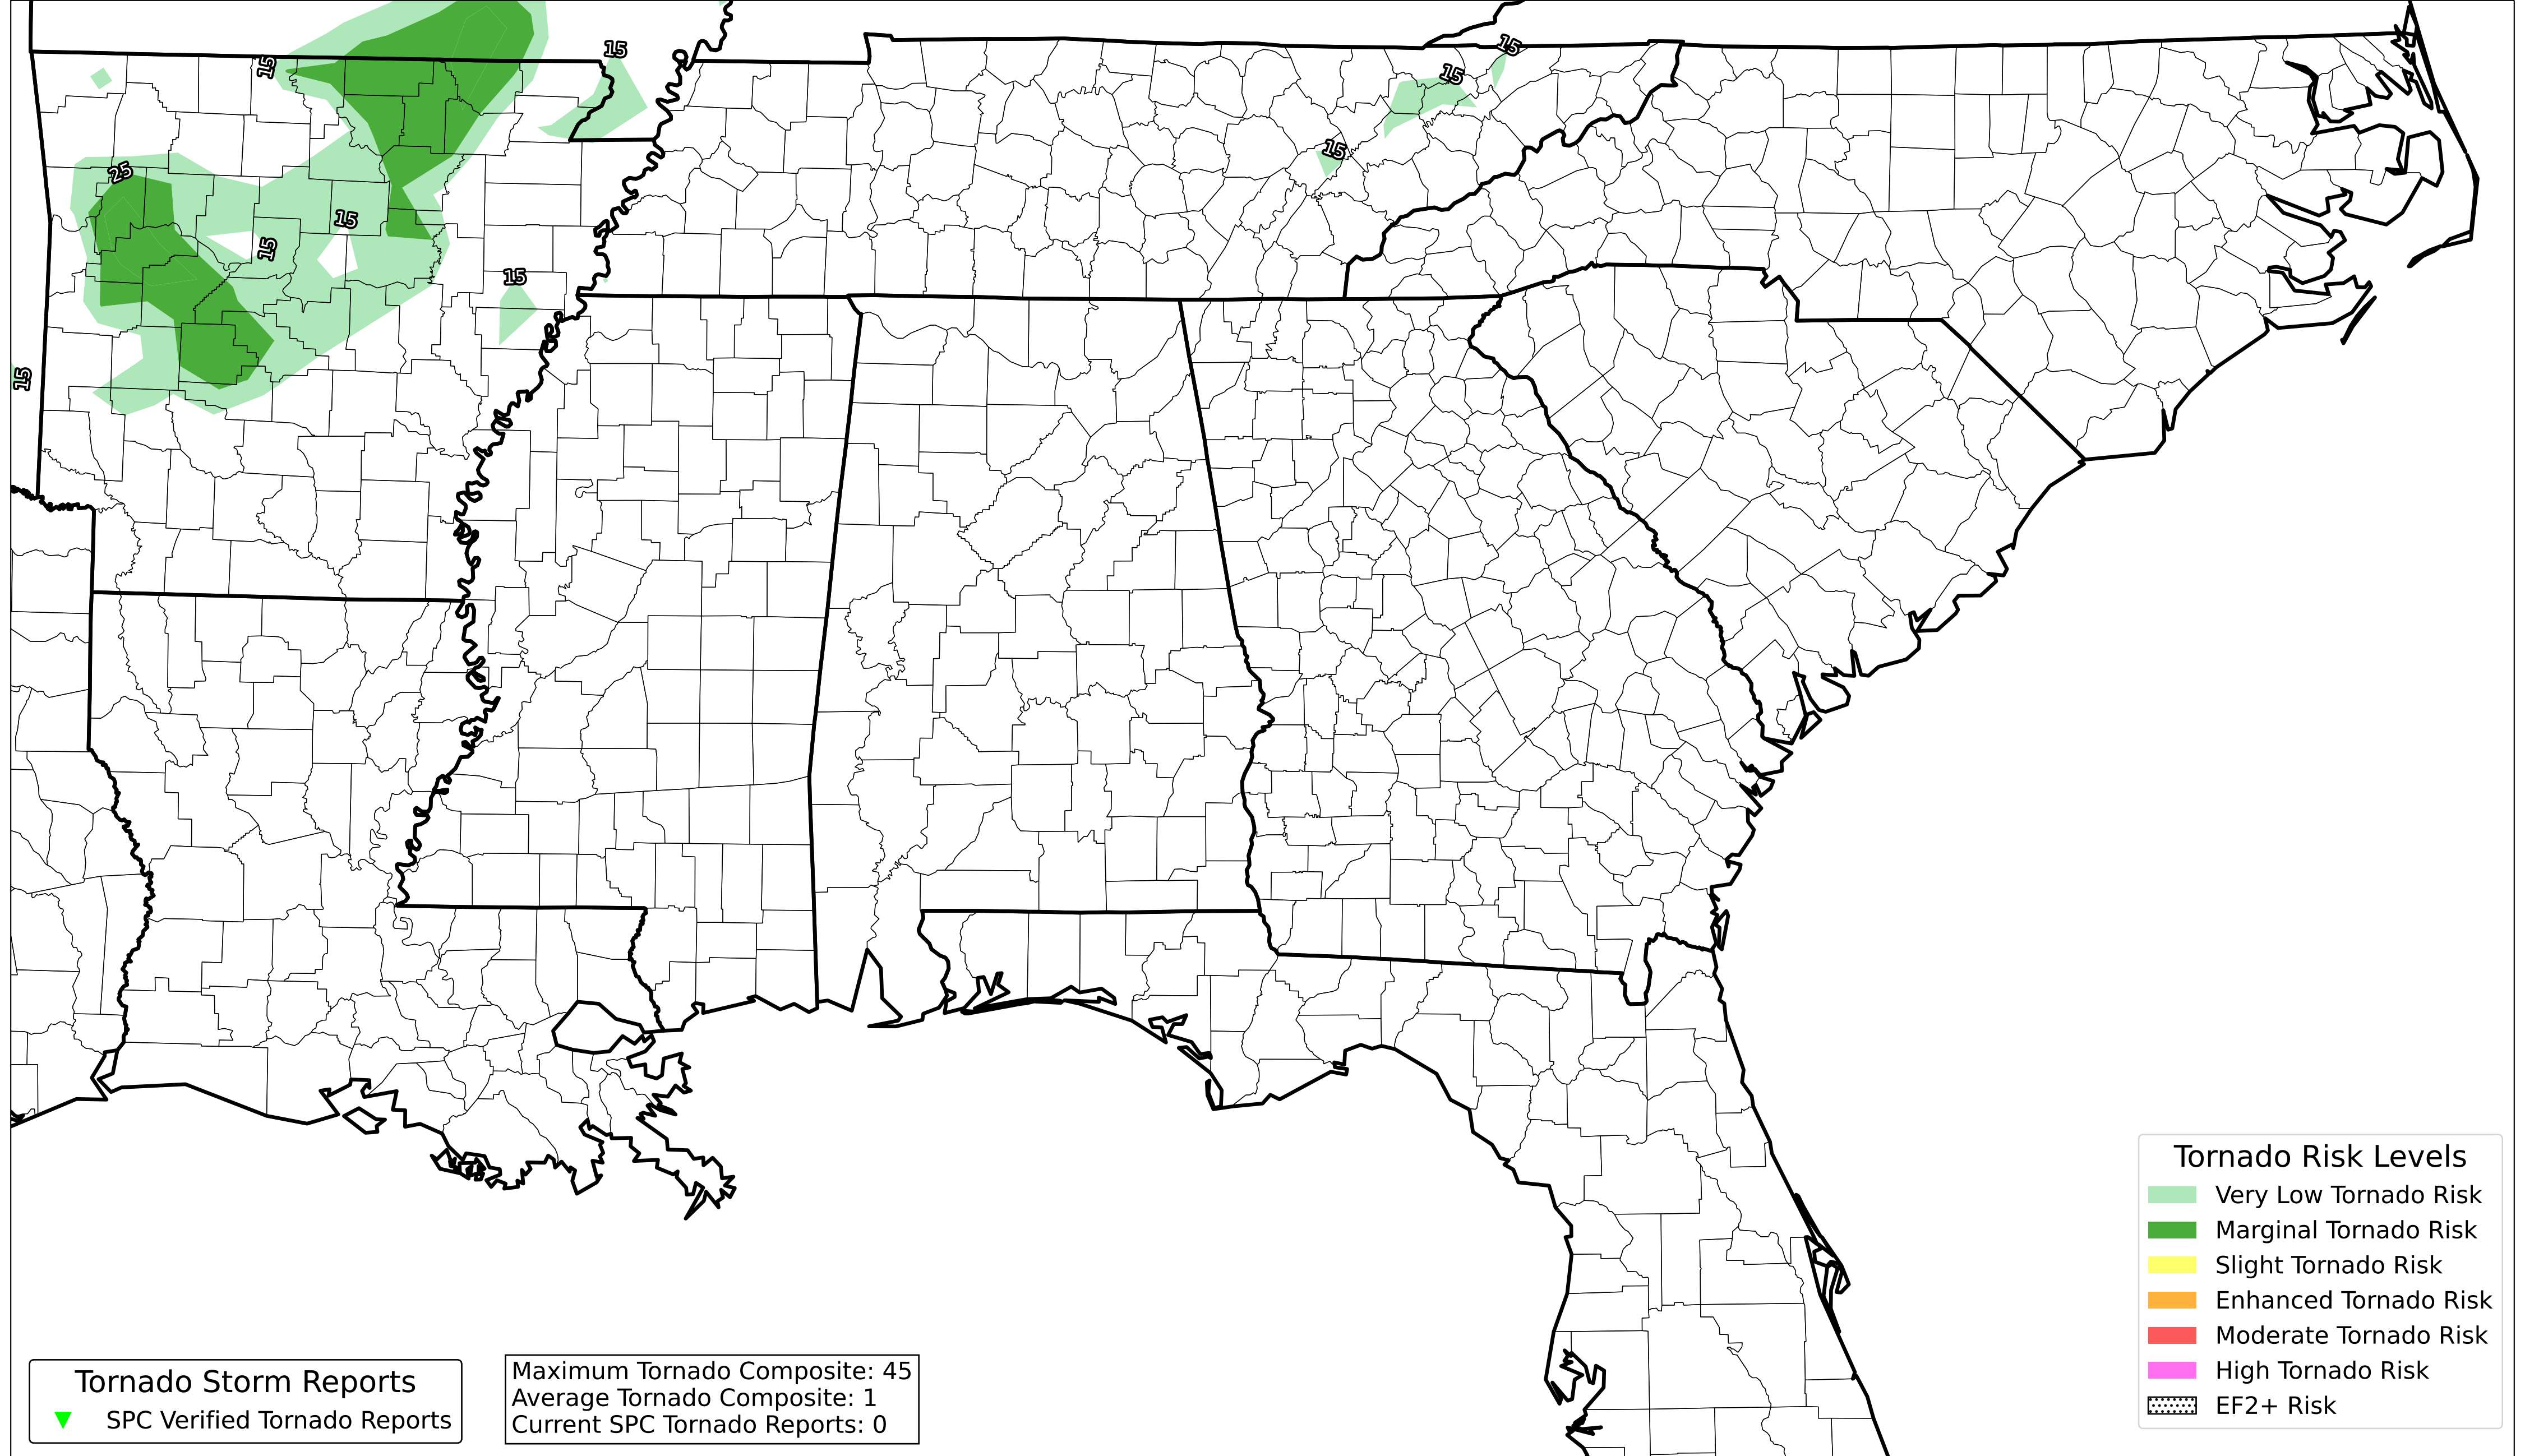 15
15
15
15
15
25
15
15
15
15
Tornado Risk Levels
Very Low Tornado Risk
Marginal Tornado Risk
Slight Tornado Risk
Enhanced Tornado Risk
Moderate Tornado Risk
High Tornado Risk
EF2+ Risk
Tornado Storm Reports
SPC Verified Tornado Reports
Maximum Tornado Composite: 45
Average Tornado Composite: 1
Current SPC Tornado Reports: 0